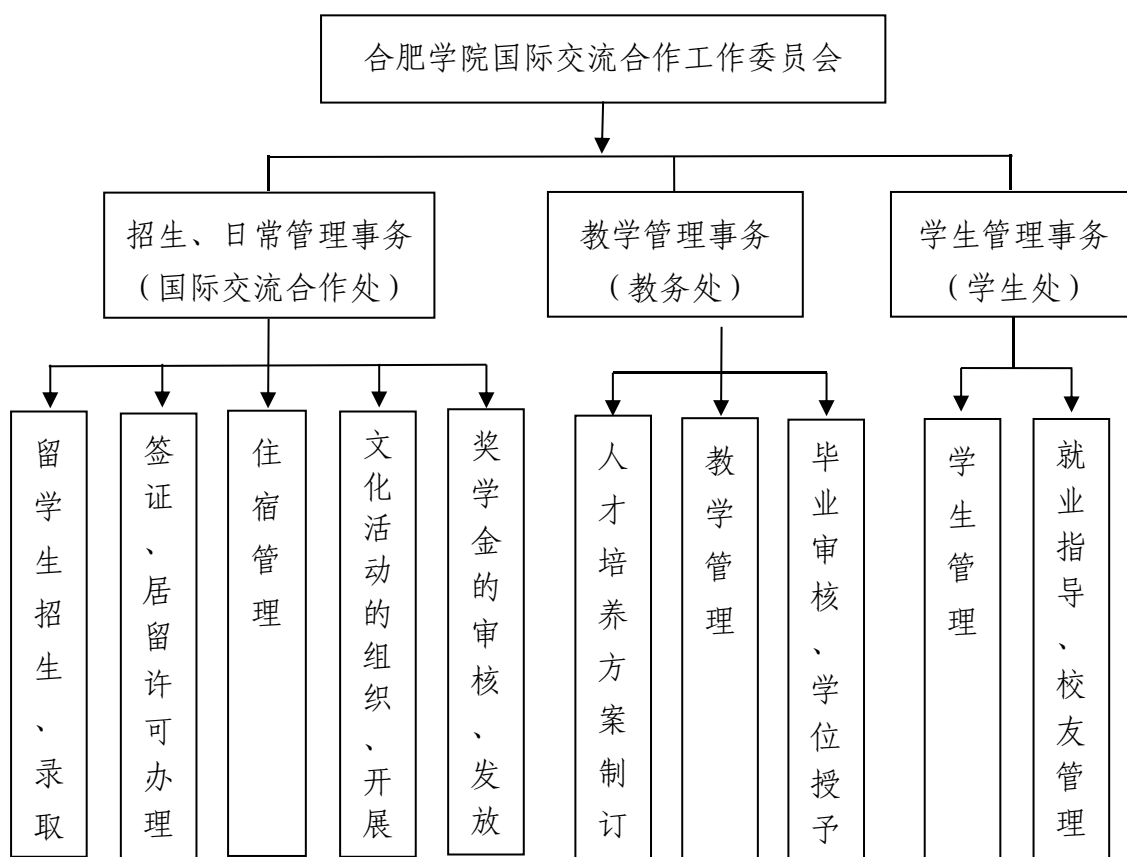 合肥学院国际交流合作工作委员会
招生、日常管理事务
（国际交流合作处）
教学管理事务
（教务处）
学生管理事务
（学生处）
留学生招生、录取
签证、居留许可办理
住宿管理
文化活动的组织、开展
奖学金的审核、发放
人才培养方案制订
教学管理
毕业审核、学位授予
学生管理
就业指导、校友管理